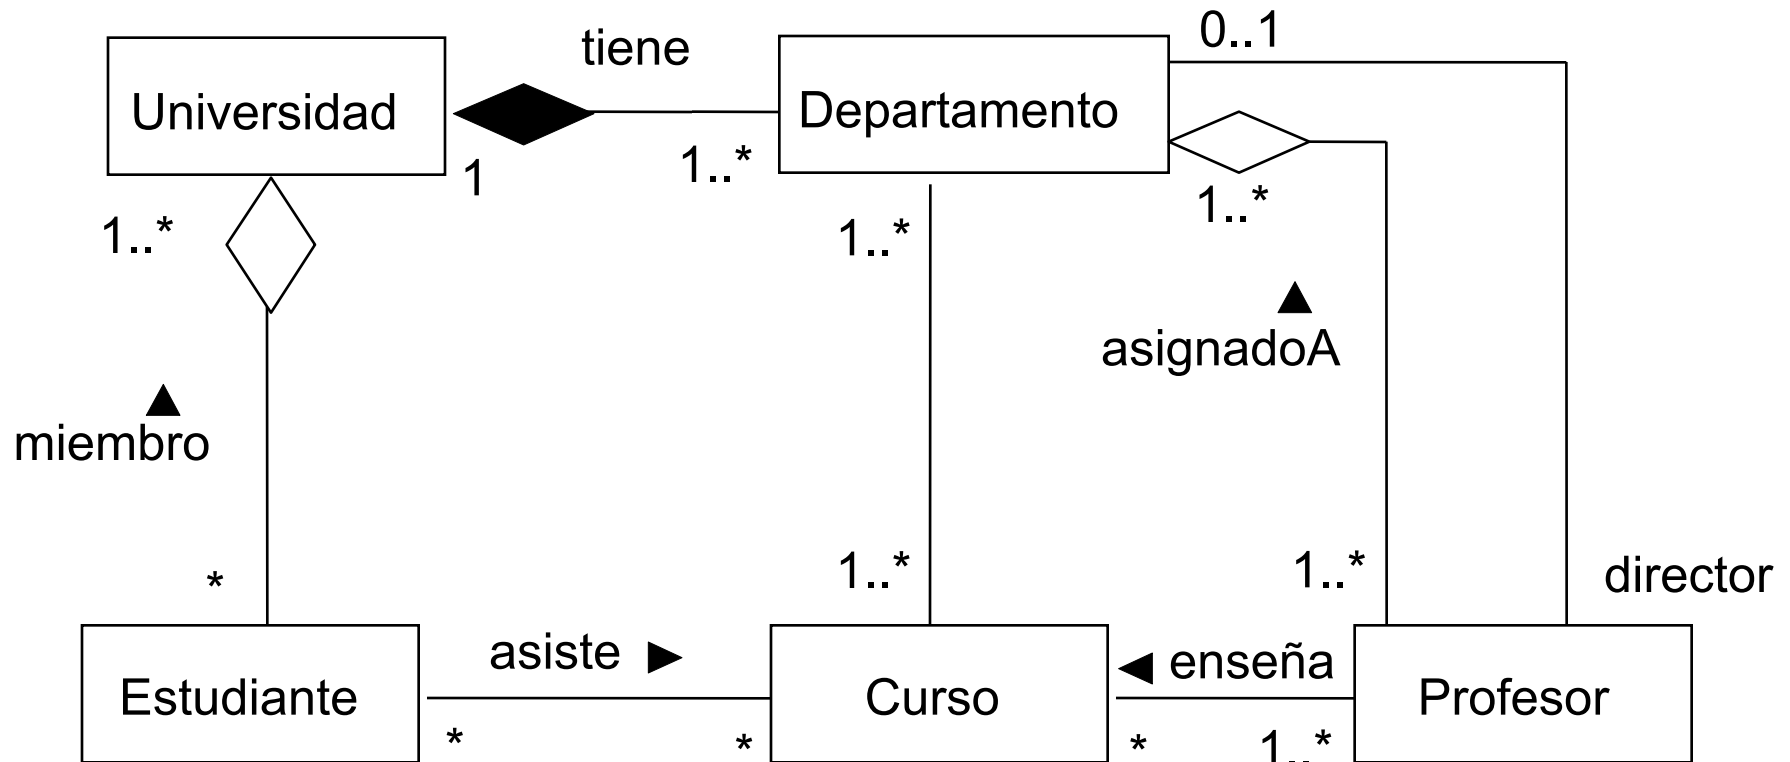 0..1
tiene
Universidad
Departamento
1
1..*
1..*
1..*
1..*
asignadoA
miembro
*
1..*
1..*
director
asiste
enseña
Estudiante
Curso
Profesor
*
*
*
1..*